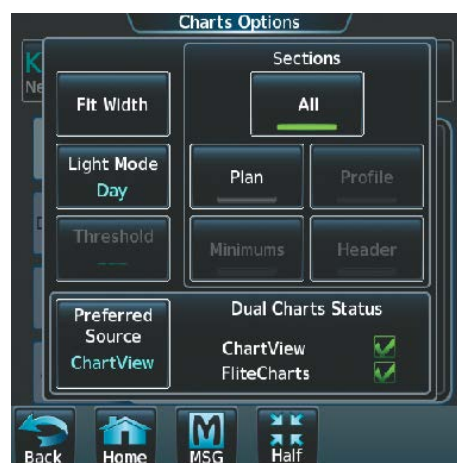 Charts Options
K
Ne
Sections
Fit Width
All
Light Mode
Day
Plan
Profile
Threshold
Minimums
Header
Preferred
Source
ChartView
Dual Charts Status
ChartView
FliteCharts
Back
Home
MSG
Half